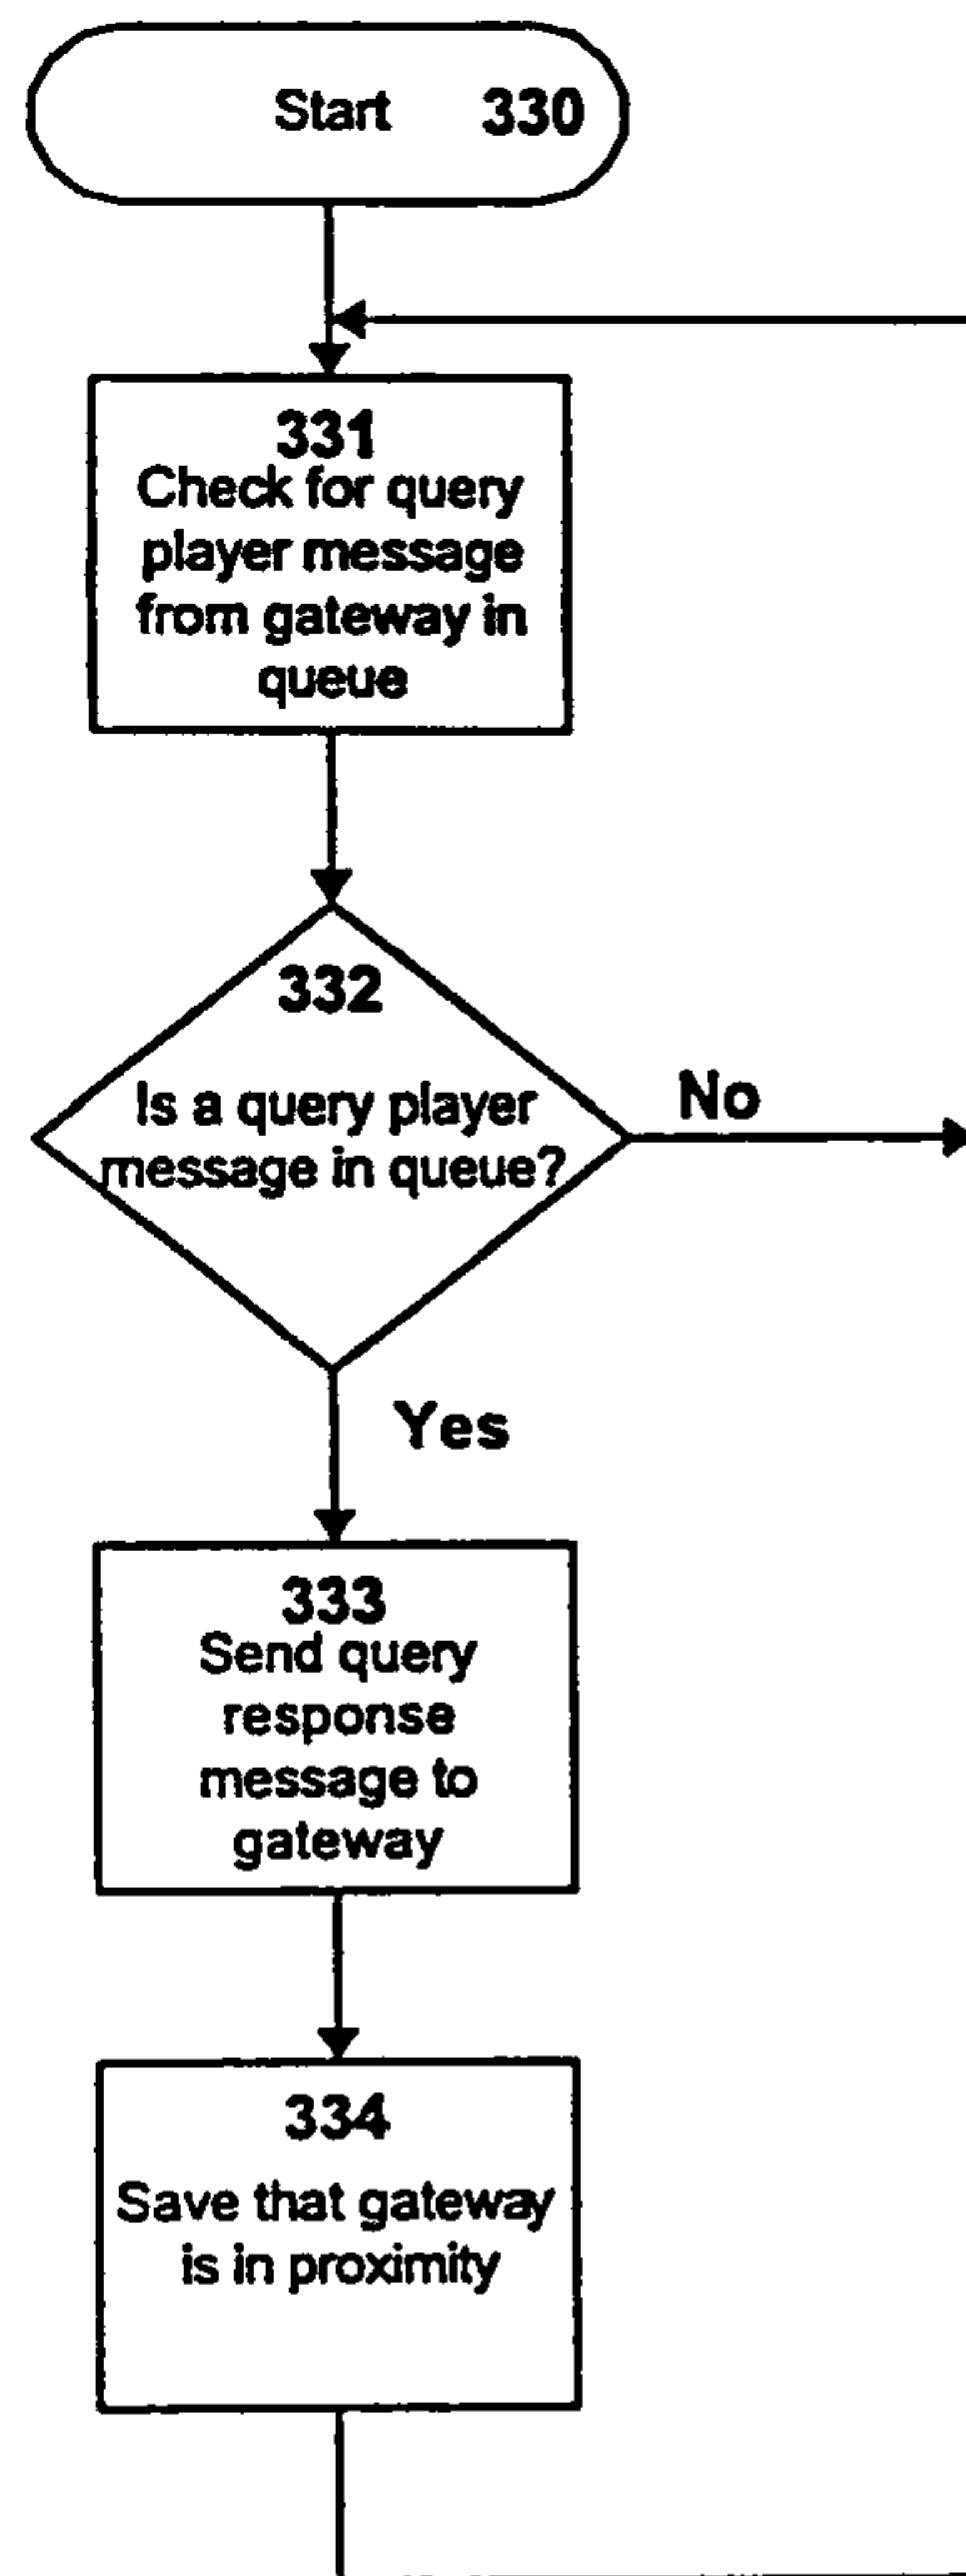 Start 330
331
Check for query
player message
from gateway in
queue
332
Is a query player
message in queue?
No
Yes
333
Send query
response
message to
gateway
334
Save that gateway
is in proximity